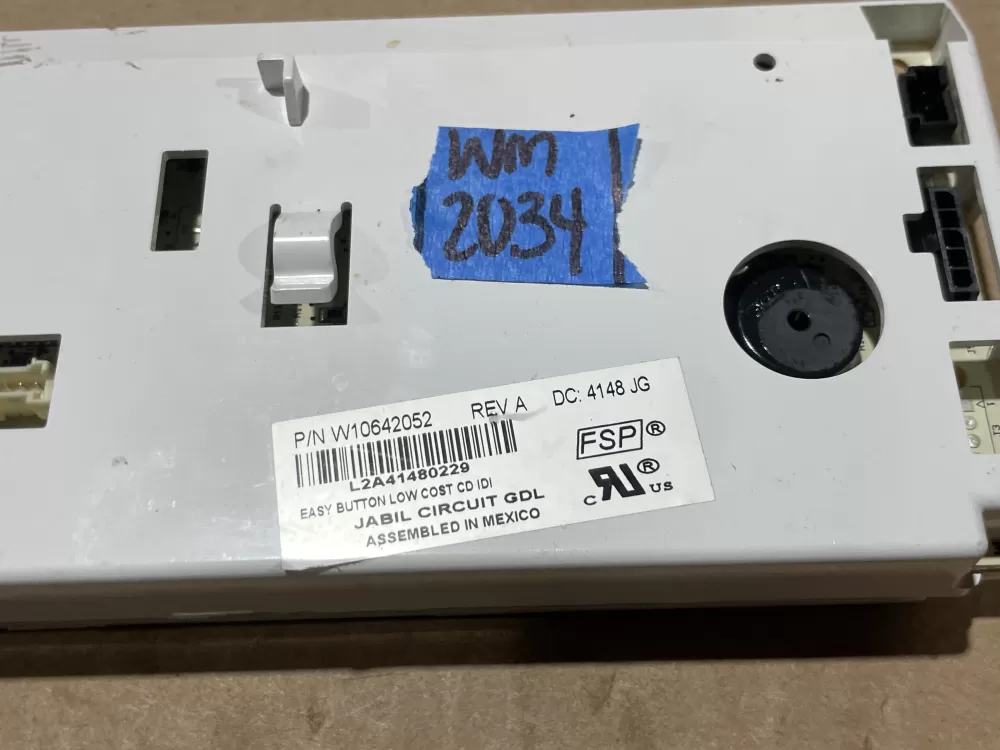 WM
2034
P/N W10642052 REV A DC: 4148 JG
L2A41480229
EASY BUTTON LOW COST CD IDI
JABIL CIRCUIT GDL
ASSEMBLED IN MEXICO
FSP®
C RU® US